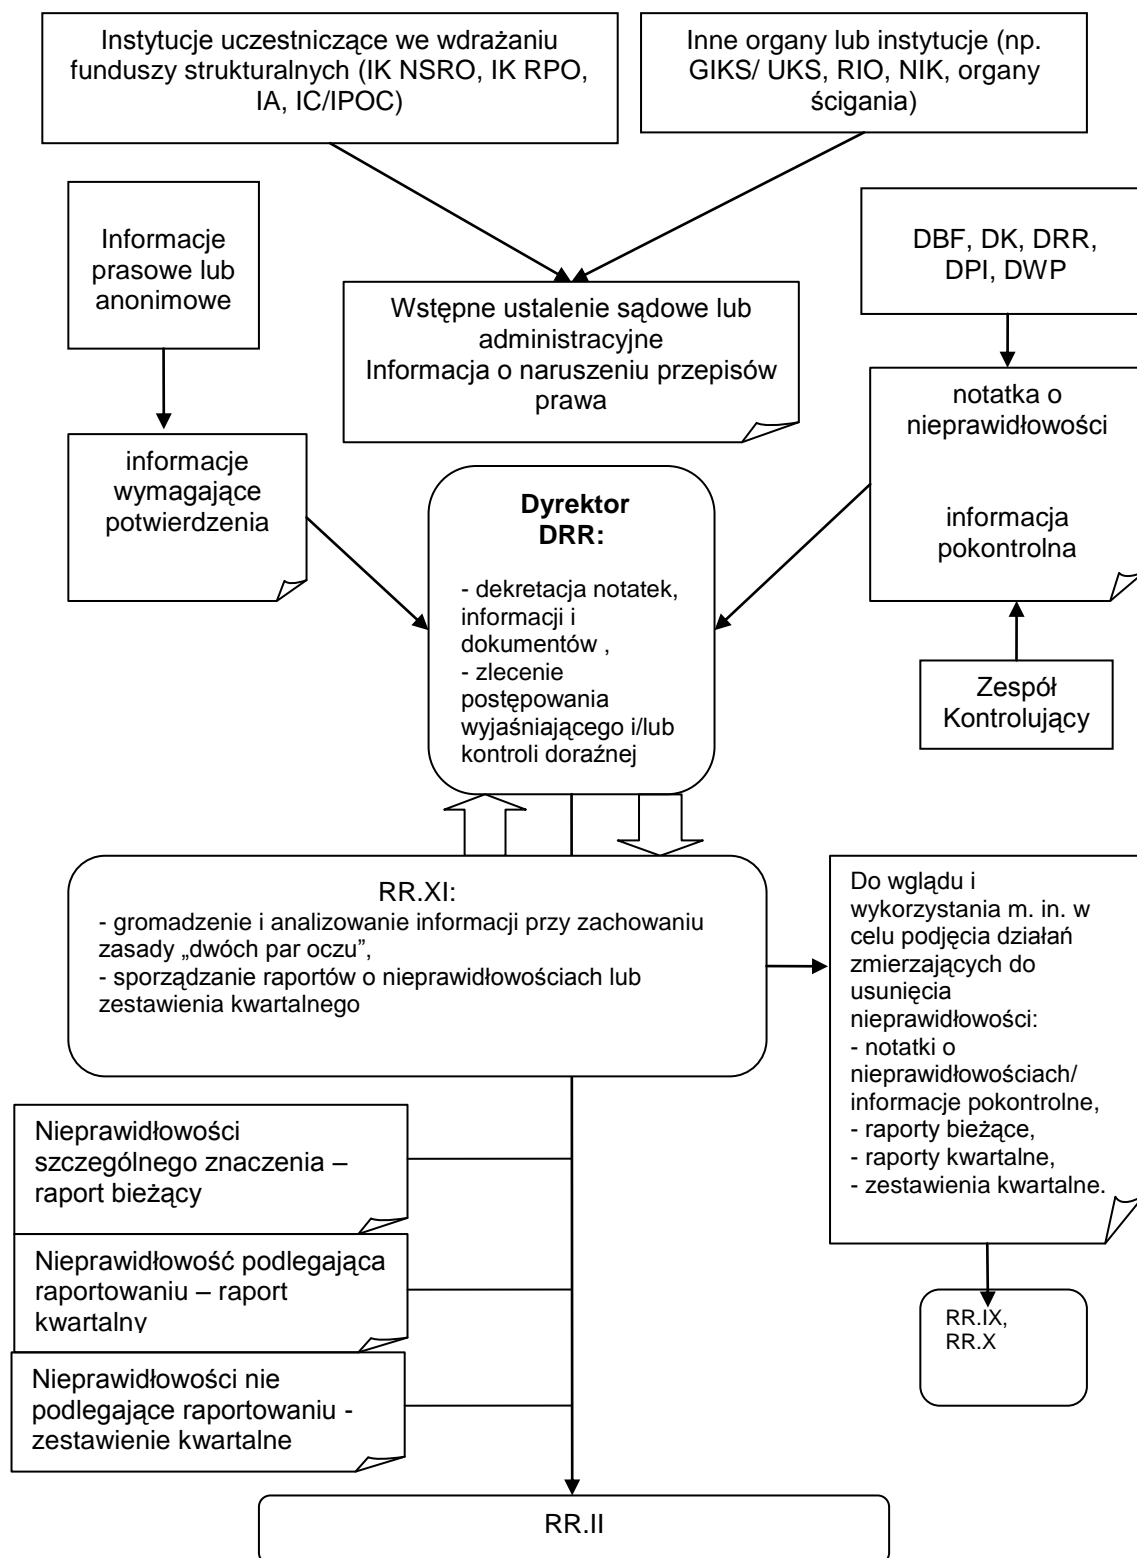 Instytucje uczestniczące we wdrażaniu
funduszy strukturalnych (IK NSRO, IK RPO,
IA, IC/IPOC)
Inne organy lub instytucje (np.
GIKS/ UKS, RIO, NIK, organy
ścigania)
Informacje
prasowe lub
anonimowe
DBF, DK, DRR,
DPI, DWP
Wstępne ustalenie sądowe lub
administracyjne
Informacja o naruszeniu przepisów
prawa
notatka o
nieprawidłowości
informacja
pokontrolna
informacje
wymagające
potwierdzenia
Dyrektor
DRR:
- dekretacja notatek,
informacji i
dokumentów ,
- zlecenie
postępowania
wyjaśniającego i/lub
kontroli doraźnej
Zespół
Kontrolujący
RR.XI:
- gromadzenie i analizowanie informacji przy zachowaniu
zasady „dwóch par oczu”,
- sporządzanie raportów o nieprawidłowościach lub
zestawienia kwartalnego
Do wglądu i
wykorzystania m. in. w
celu podjęcia działań
zmierzających do
usunięcia
nieprawidłowości:
- notatki o
nieprawidłowościach/
informacje pokontrolne,
- raporty bieżące,
- raporty kwartalne,
- zestawienia kwartalne.
Nieprawidłowości
szczególnego znaczenia –
raport bieżący
Nieprawidłowość podlegająca
raportowaniu – raport
kwartalny
RR.IX,
RR.X
Nieprawidłowości nie
podlegające raportowaniu -
zestawienie kwartalne
RR.II